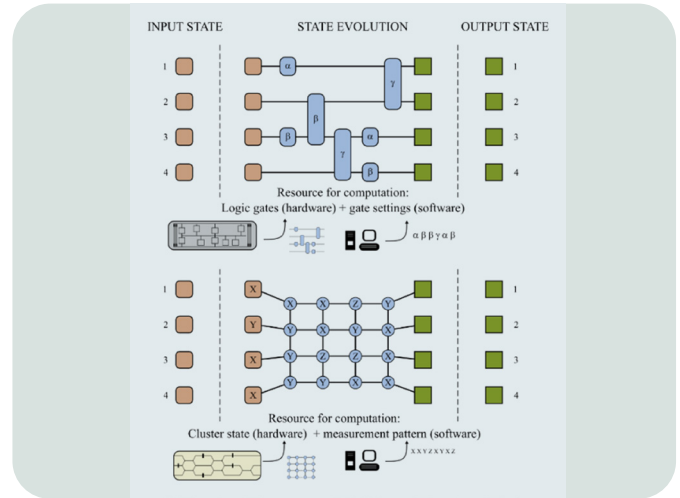 INPUT STATE STATE EVOLUTION OUTPUT STATE
1 α 1
γ
2 2
β
3 β α 3
γ
4 β 4
Resource for computation:
Logic gates (hardware) + gate settings (software)
α β β γ α β
1 X 1
X X Z Y
2 Y 2
Y X Y X
3 X 3
Y Z Z X
4 X 4
Y Y X X
Resource for computation:
Cluster state (hardware) + measurement pattern (software)
X X Y Z X Y X Z